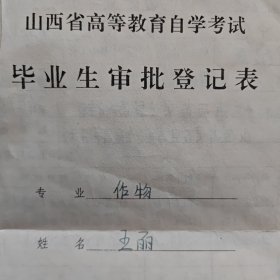 山西省高等教育自学考试
毕业生审批登记表
专 业 作物
姓 名 王丽